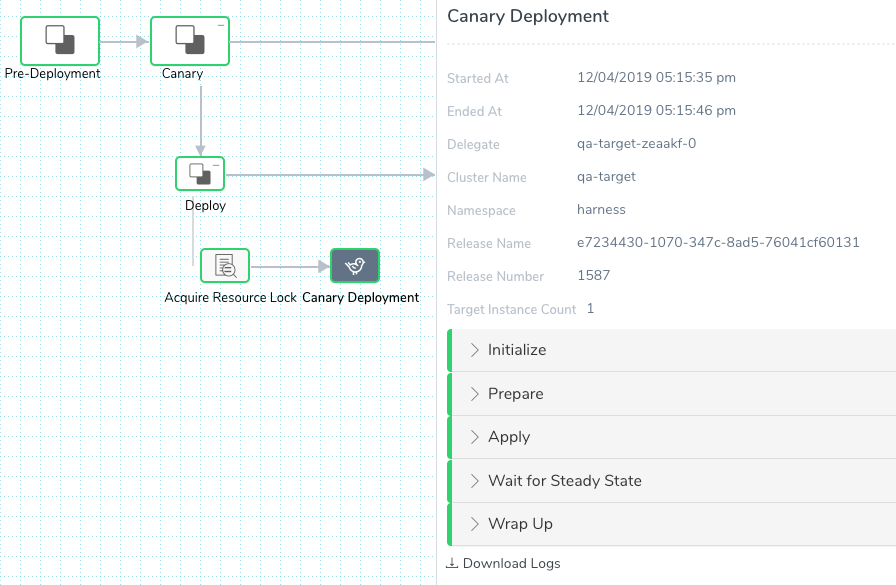 Pre-Deployment
Canary
Deploy
Acquire Resource Lock
Canary Deployment
Canary Deployment
Started At 12/04/2019 05:15:35 pm
Ended At 12/04/2019 05:15:46 pm
Delegate qa-target-zeaakf-0
Cluster Name qa-target
Namespace harness
Release Name e7234430-1070-347c-8ad5-76041cf60131
Release Number 1587
Target Instance Count 1
Initialize
Prepare
Apply
Wait for Steady State
Wrap Up
Download Logs